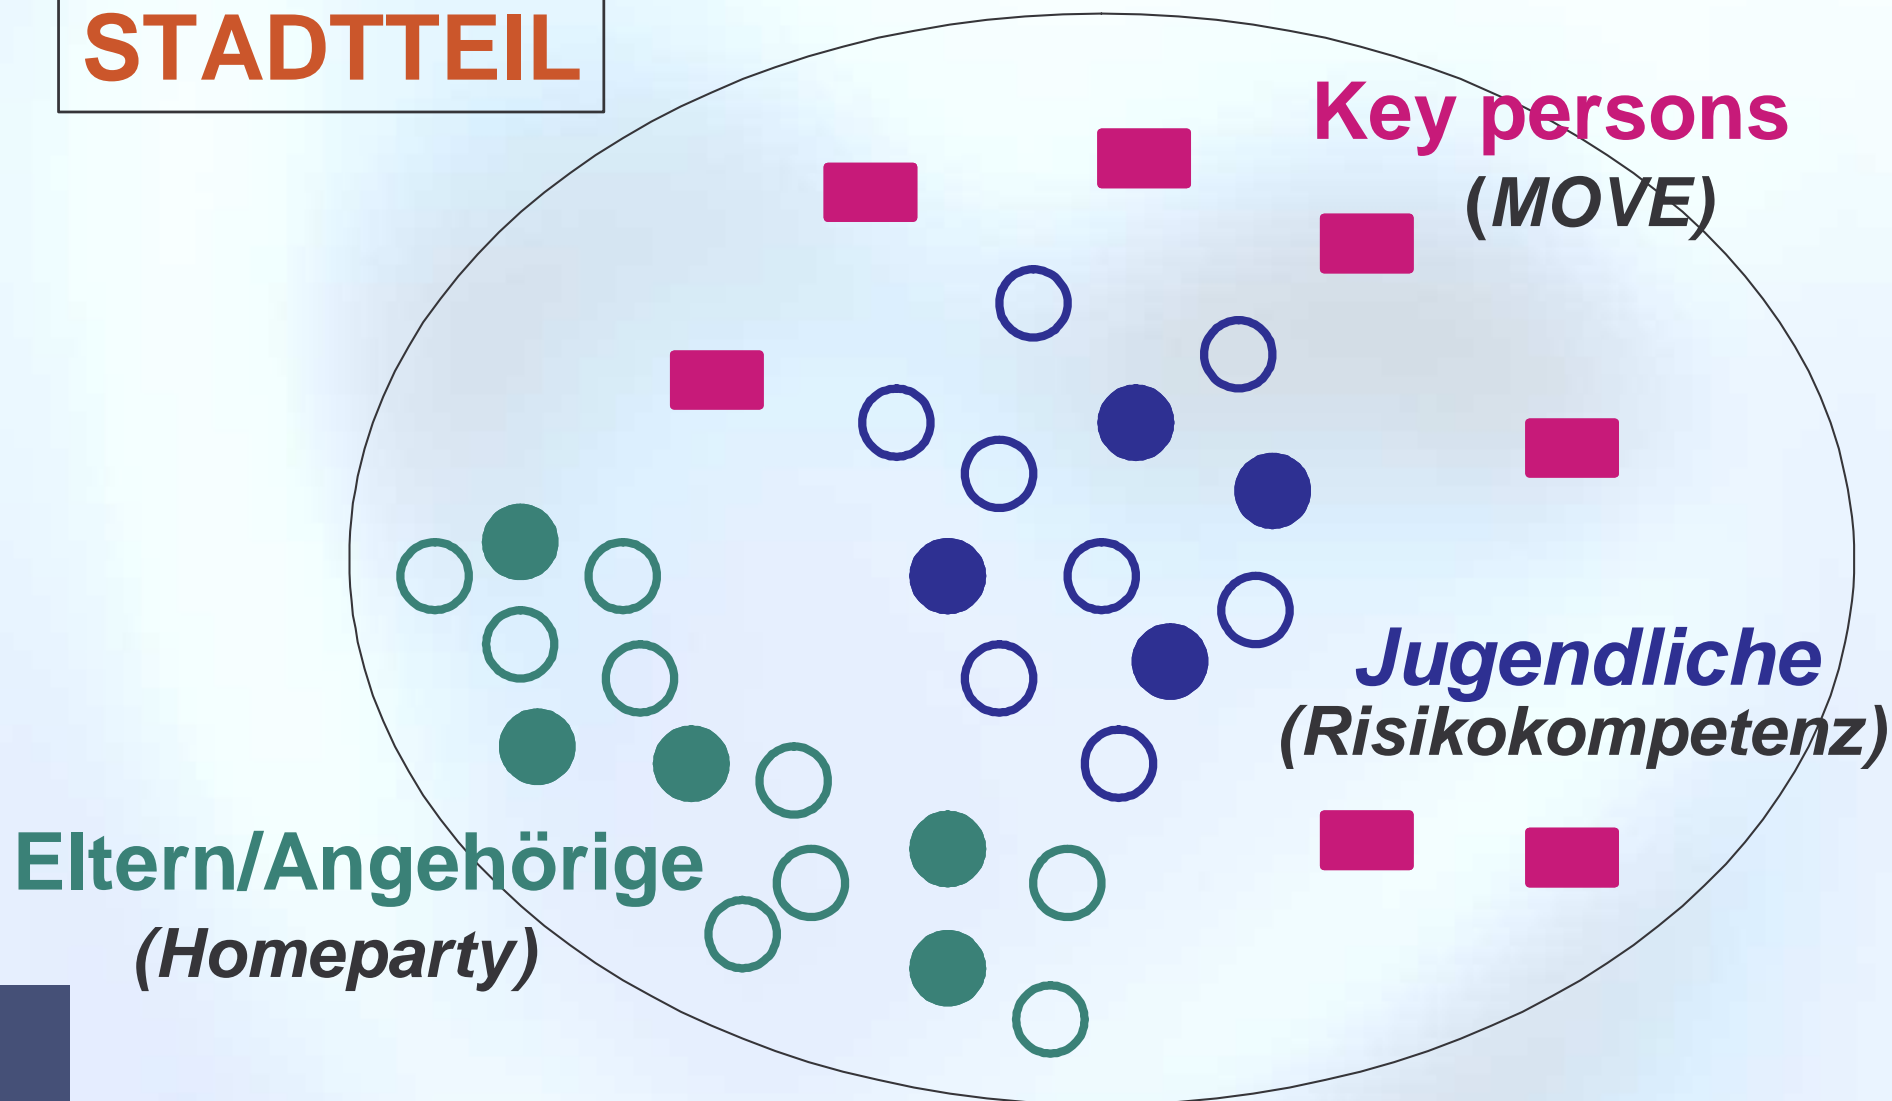 STADTTEIL
Key persons
(MOVE)
Jugendliche
(Risikokompetenz)
Eltern/Angehörige
(Homeparty)